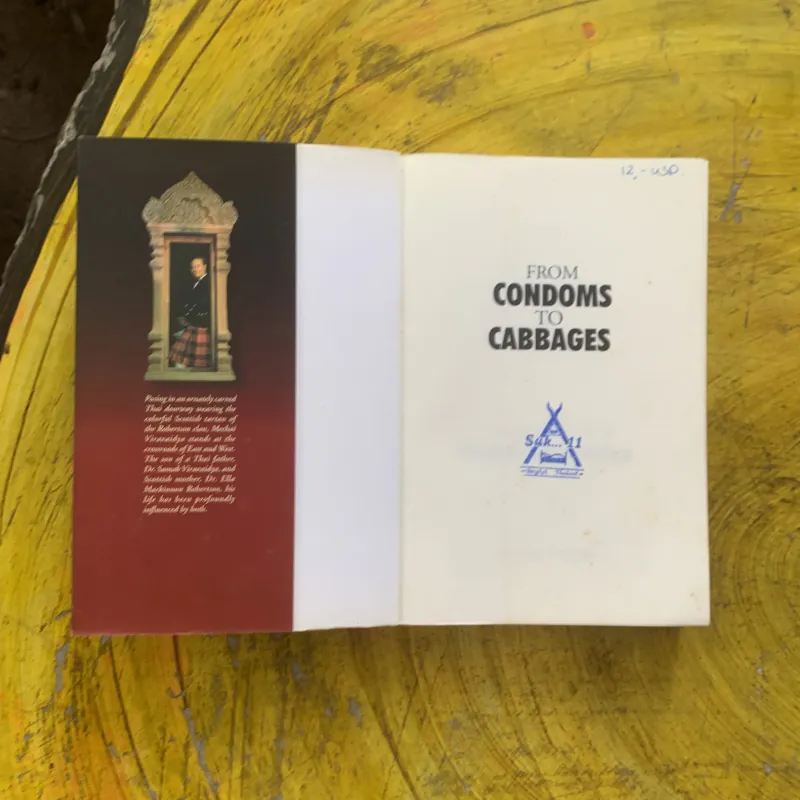 Posing in an ornately carved
Thai doorway wearing the
colorful Scottish tartan of
the Robertson clan, Mechai
Viravaidya stands at the
crossroads of East and West.
The son of a Thai father,
Dr. Samak Viravaidya, and
Scottish mother, Dr. Ella
Mackinnon Robertson, his
life has been profoundly
influenced by both.
12,- USD
FROM
CONDOMS
TO
CABBAGES
Suk... 11